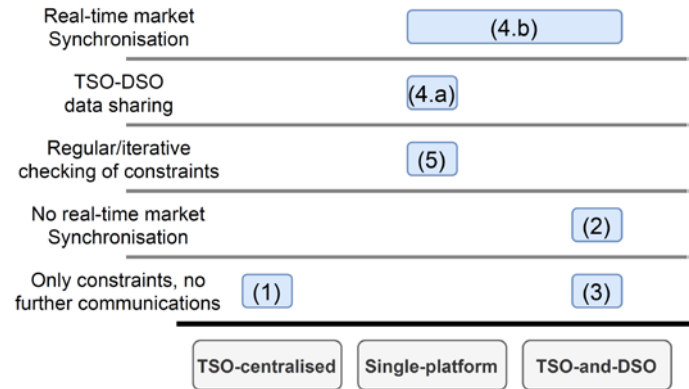 Real-time market
Synchronisation
(4.b)
TSO-DSO
data sharing
(4.a)
Regular/iterative
checking of constraints
(5)
No real-time market
Synchronisation
(2)
Only constraints, no
further communications
(1)
(3)
TSO-centralised
Single-platform
TSO-and-DSO